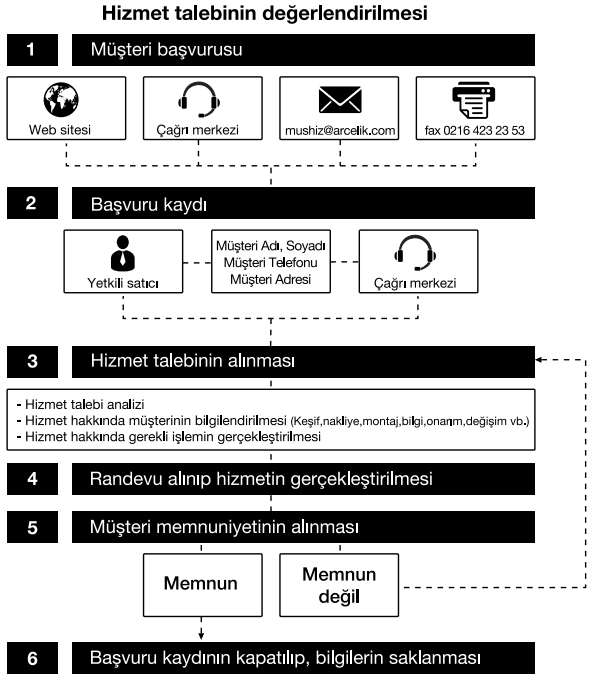 Hizmet talebinin değerlendirilmesi
1 Müşteri başvurusu
Web sitesi
Çağrı merkezi
mushiz@arcelik.com
fax 0216 423 23 53
2 Başvuru kaydı
Yetkili satıcı
Müşteri Adı, Soyadı
Müşteri Telefonu
Müşteri Adresi
Çağrı merkezi
3 Hizmet talebinin alınması
- Hizmet talebi analizi
- Hizmet hakkında müşterinin bilgilendirilmesi (Keşif,nakliye,montaj,bilgi,onarım,değişim vb.)
- Hizmet hakkında gerekli işlemin gerçekleştirilmesi
4 Randevu alınıp hizmetin gerçekleştirilmesi
5 Müşteri memnuniyetinin alınması
Memnun
Memnun
değil
6 Başvuru kaydının kapatılıp, bilgilerin saklanması